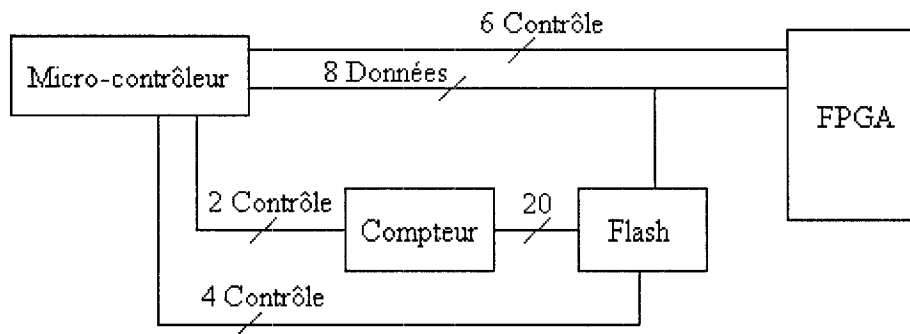 6 Contrôle
Micro-contrôleur
8 Données
FPGA
2 Contrôle
Compteur
20
Flash
4 Contrôle